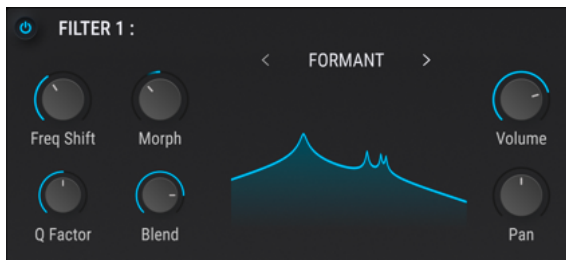 FILTER 1 :
< FORMANT >
Freq Shift Morph Volume
Q Factor Blend Pan